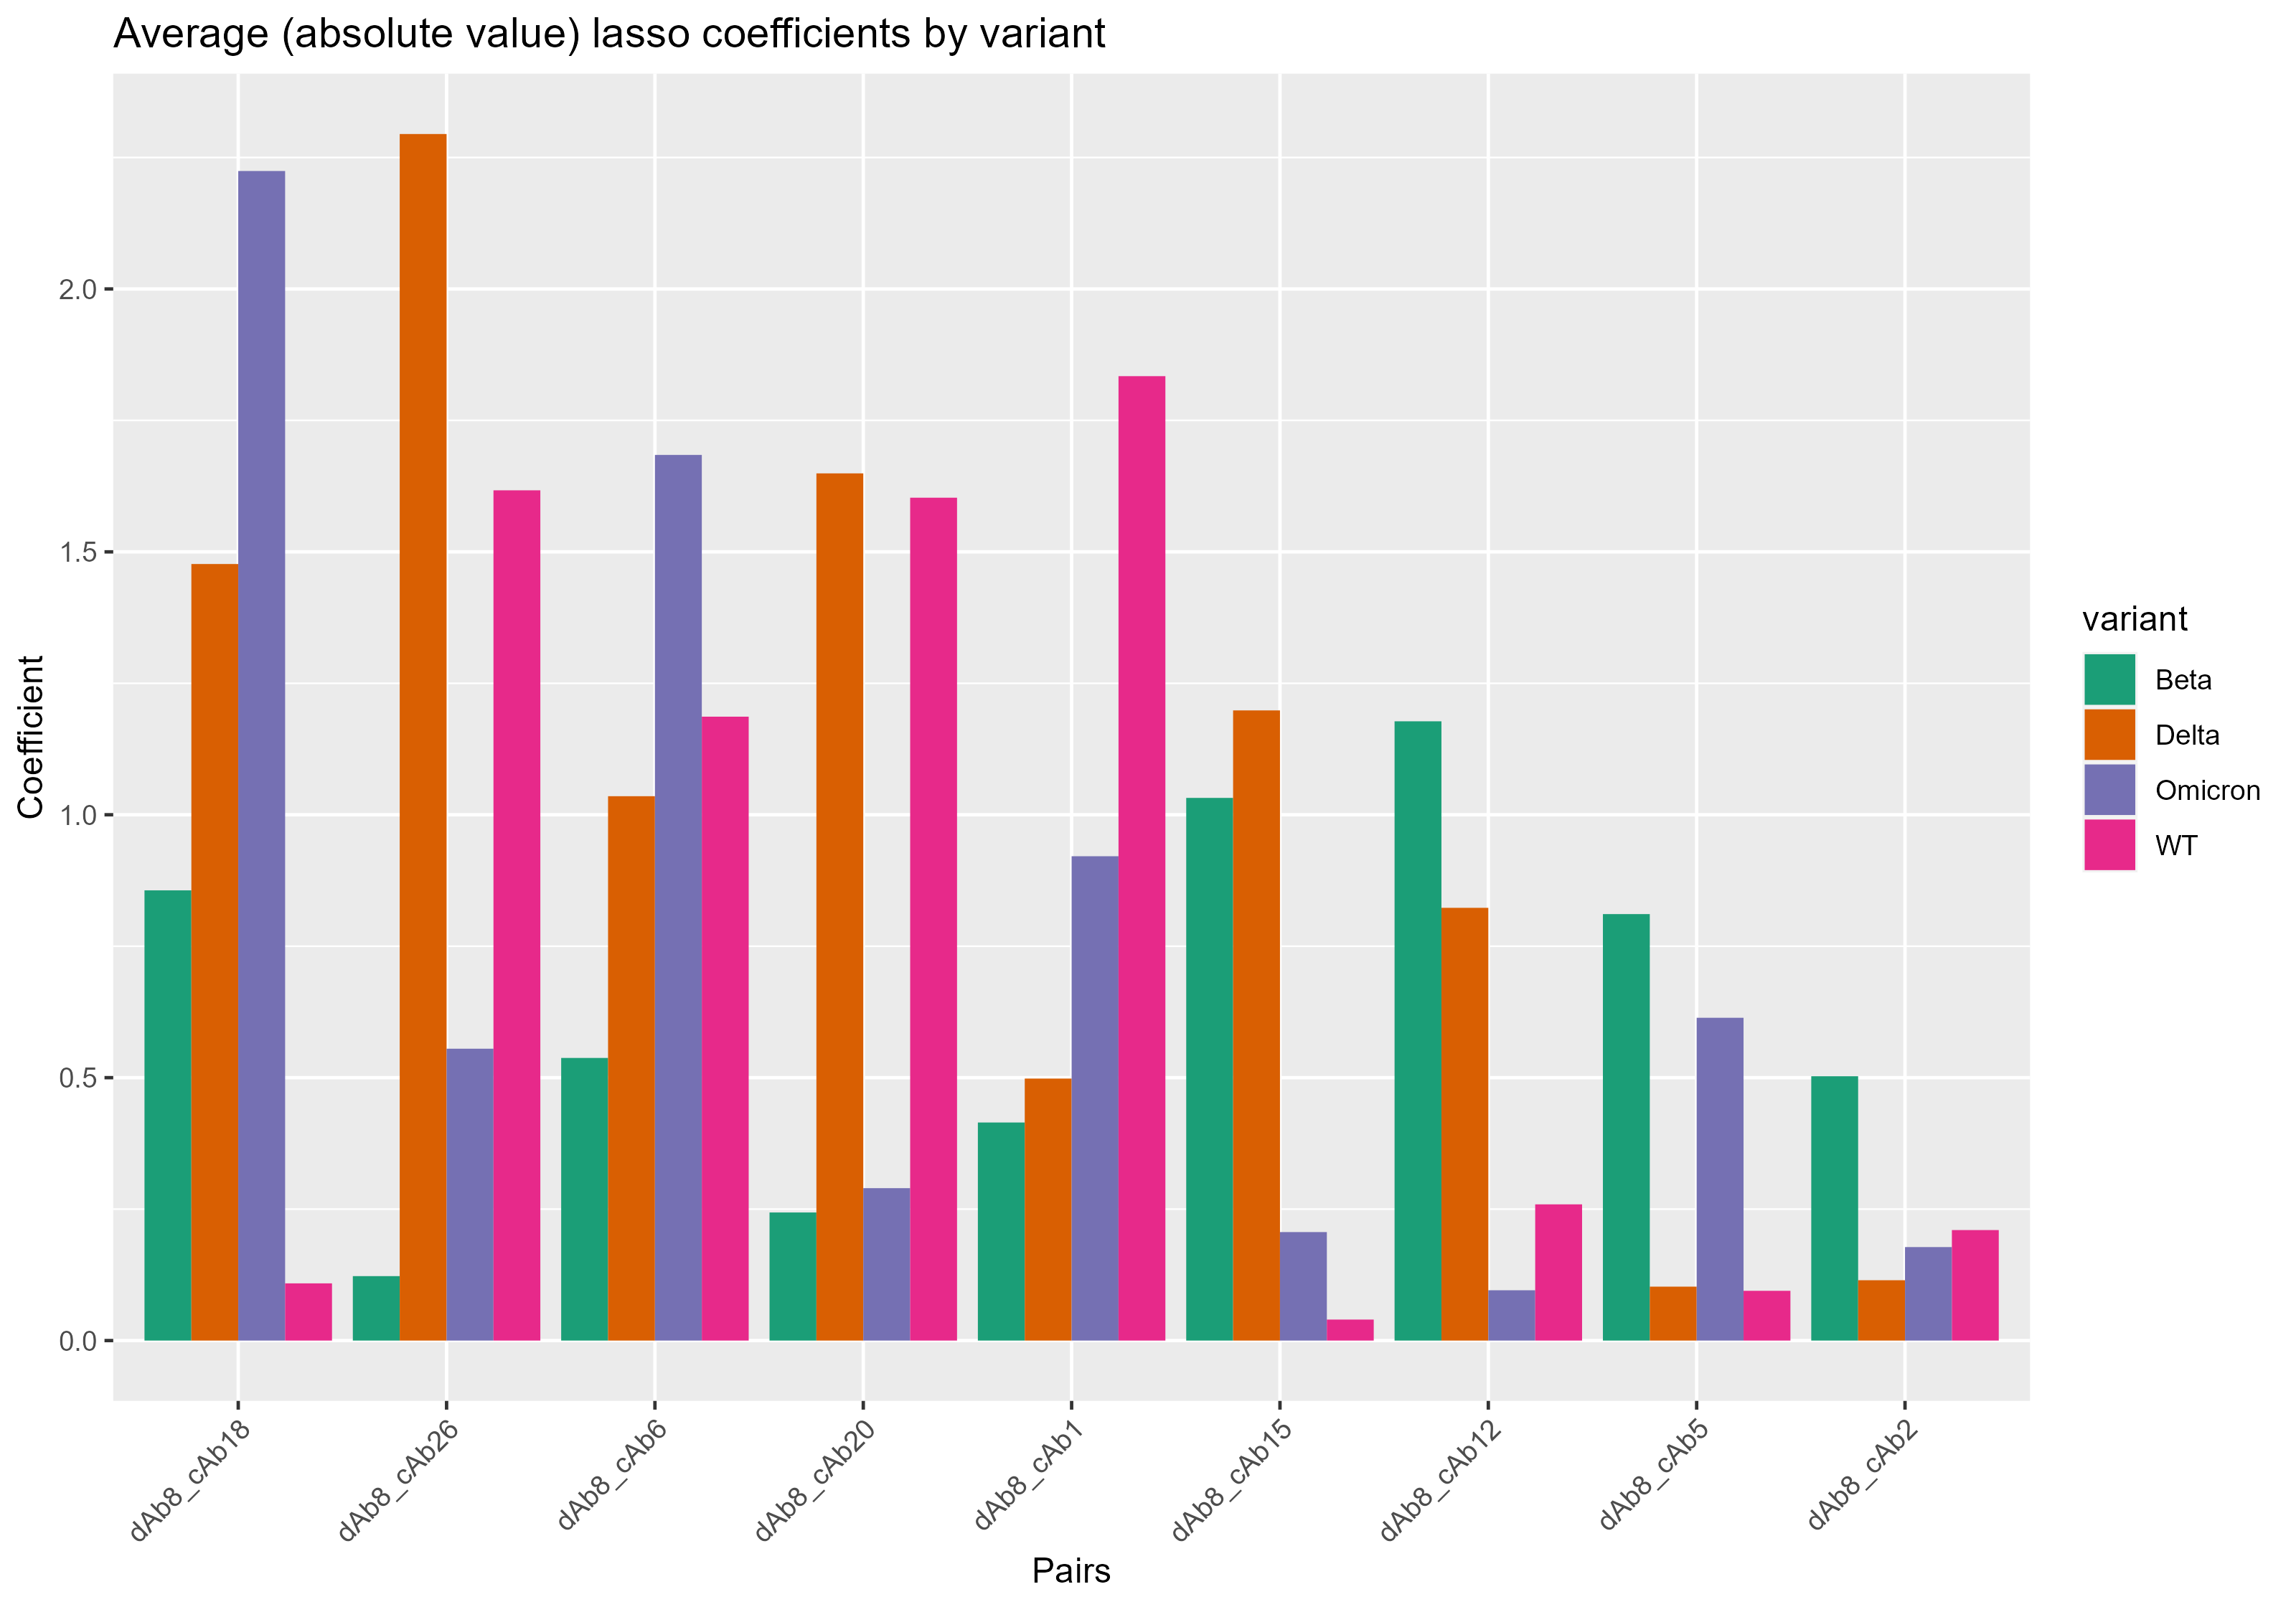 Average (absolute value) lasso coefficients by variant
Coefficient
2.0
1.5
1.0
0.5
0.0
dAb8_cAb18
dAb8_cAb26
dAb8_cAb6
dAb8_cAb20
dAb8_cAb1
dAb8_cAb15
dAb8_cAb12
dAb8_cAb5
dAb8_cAb2
Pairs
variant
Beta
Delta
Omicron
WT